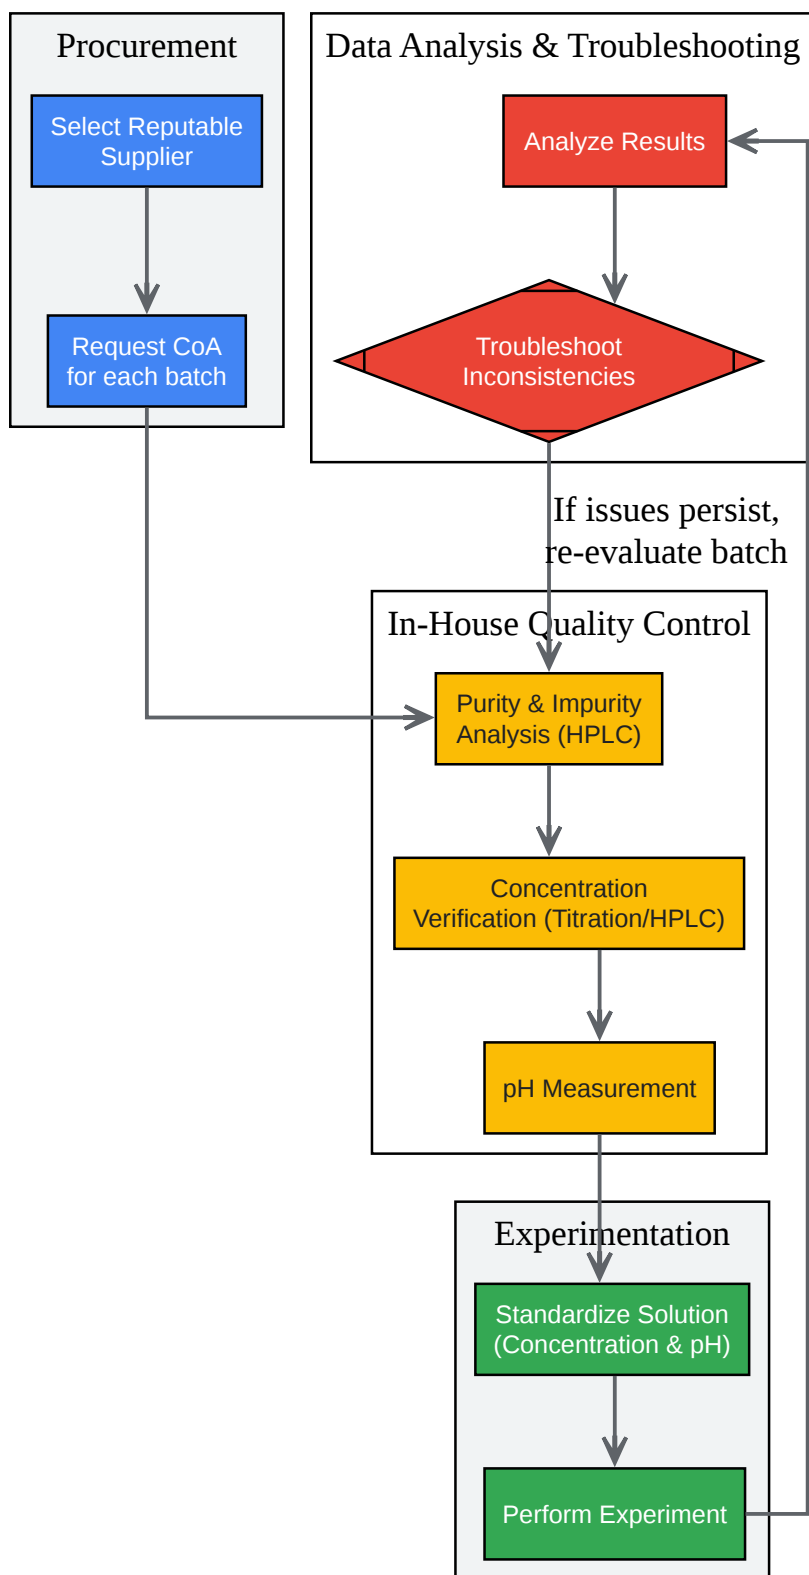 Procurement
Select Reputable
Supplier
Request CoA
for each batch
Data Analysis & Troubleshooting
Analyze Results
Troubleshoot
Inconsistencies
If issues persist,
re-evaluate batch
In-House Quality Control
Purity & Impurity
Analysis (HPLC)
Concentration
Verification (Titration/HPLC)
pH Measurement
Experimentation
Standardize Solution
(Concentration & pH)
Perform Experiment